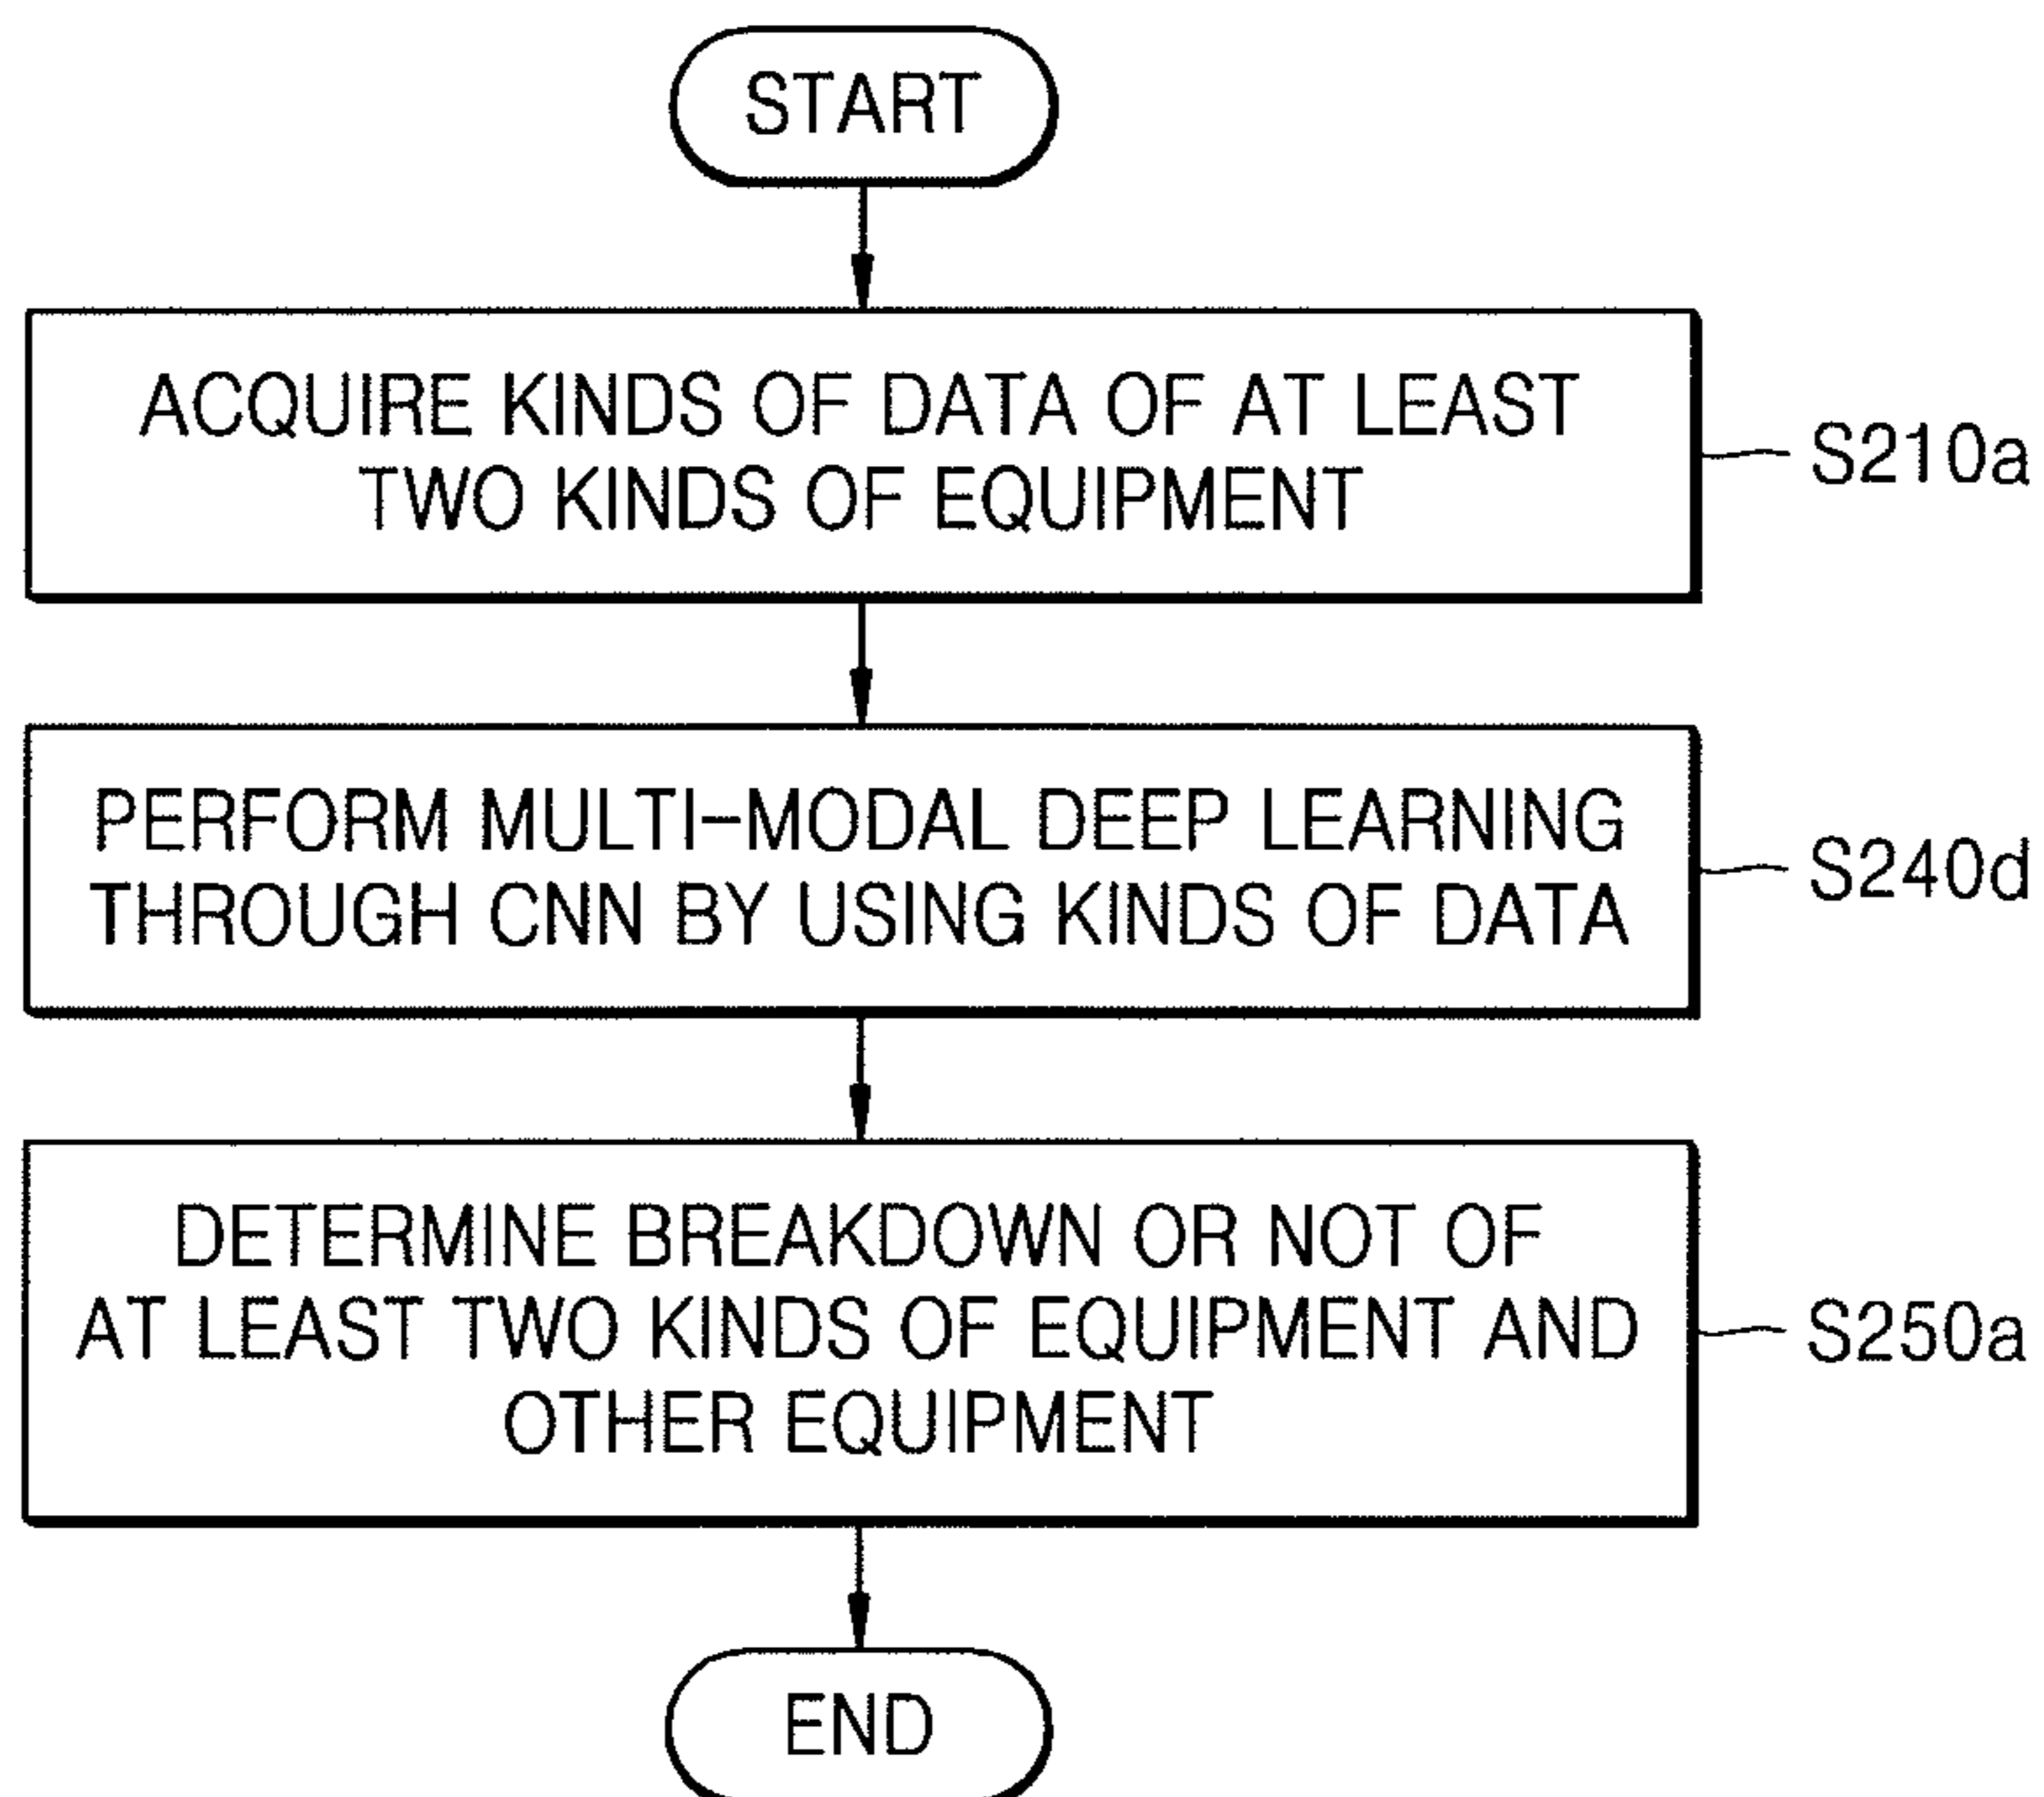 START
ACQUIRE KINDS OF DATA OF AT LEAST
TWO KINDS OF EQUIPMENT
S210a
PERFORM MULTI-MODAL DEEP LEARNING
THROUGH CNN BY USING KINDS OF DATA
S240d
DETERMINE BREAKDOWN OR NOT OF
AT LEAST TWO KINDS OF EQUIPMENT AND
OTHER EQUIPMENT
S250a
END